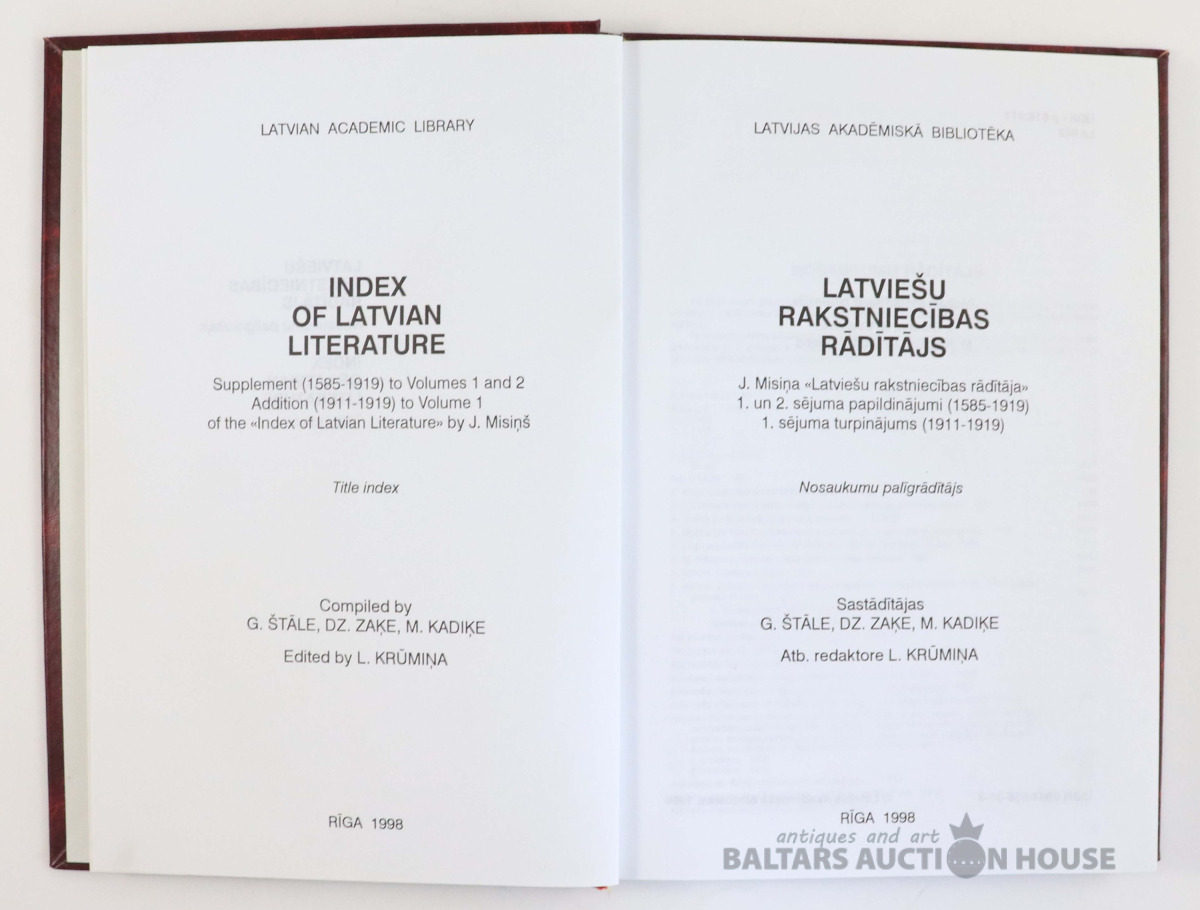 LATVIAN ACADEMIC LIBRARY
INDEX
OF LATVIAN
LITERATURE
Supplement (1585-1919) to Volumes 1 and 2
Addition (1911-1919) to Volume 1
of the «Index of Latvian Literature» by J. Misiņš
Title index
Compiled by
G. ŠTĀLE, DZ. ZAĶE, M. KADIĶE
Edited by L. KRŪMIŅA
RĪGA 1998
LATVIJAS AKADĒMISKĀ BIBLIOTĒKA
LATVIEŠU
RAKSTNIECĪBAS
RĀDĪTĀJS
J. Misiņa «Latviešu rakstniecības rādītāja»
1. un 2. sējuma papildinājumi (1585-1919)
1. sējuma turpinājums (1911-1919)
Nosaukumu palīgrādītājs
Sastādītājas
G. ŠTĀLE, DZ. ZAĶE, M. KADIĶE
Atb. redaktore L. KRŪMIŅA
RĪGA 1998
antiques and art
BALTARS AUCTION HOUSE